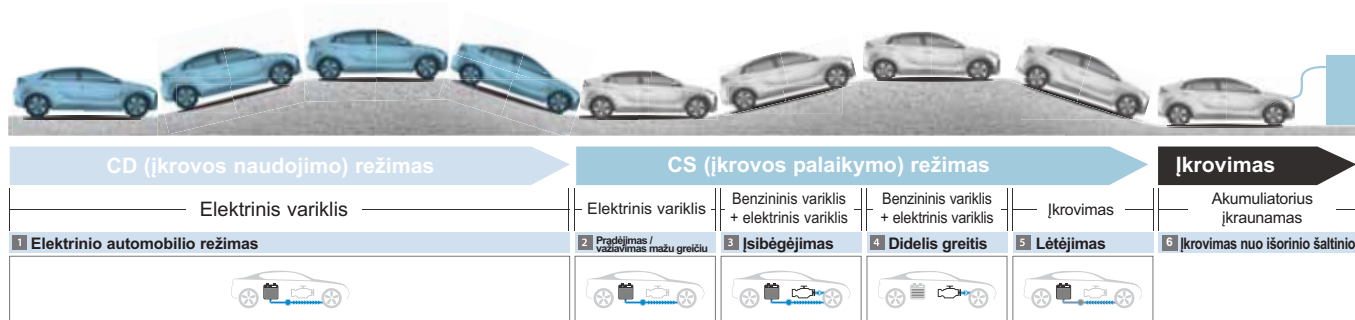 CD (įkrovos naudojimo) režimas
CS (įkrovos palaikymo) režimas
Įkrovimas
Elektrinis variklis
Elektrinis variklis
Benzininis variklis
+ elektrinis variklis
Benzininis variklis
+ elektrinis variklis
Įkrovimas
Akumuliatorius
įkraunamas
1 Elektrinio automobilio režimas
2 Pradėjimas /
važiavimas mažu greičiu
3 Įsibėgėjimas
4 Didelis greitis
5 Lėtėjimas
6 Įkrovimas nuo išorinio šaltinio